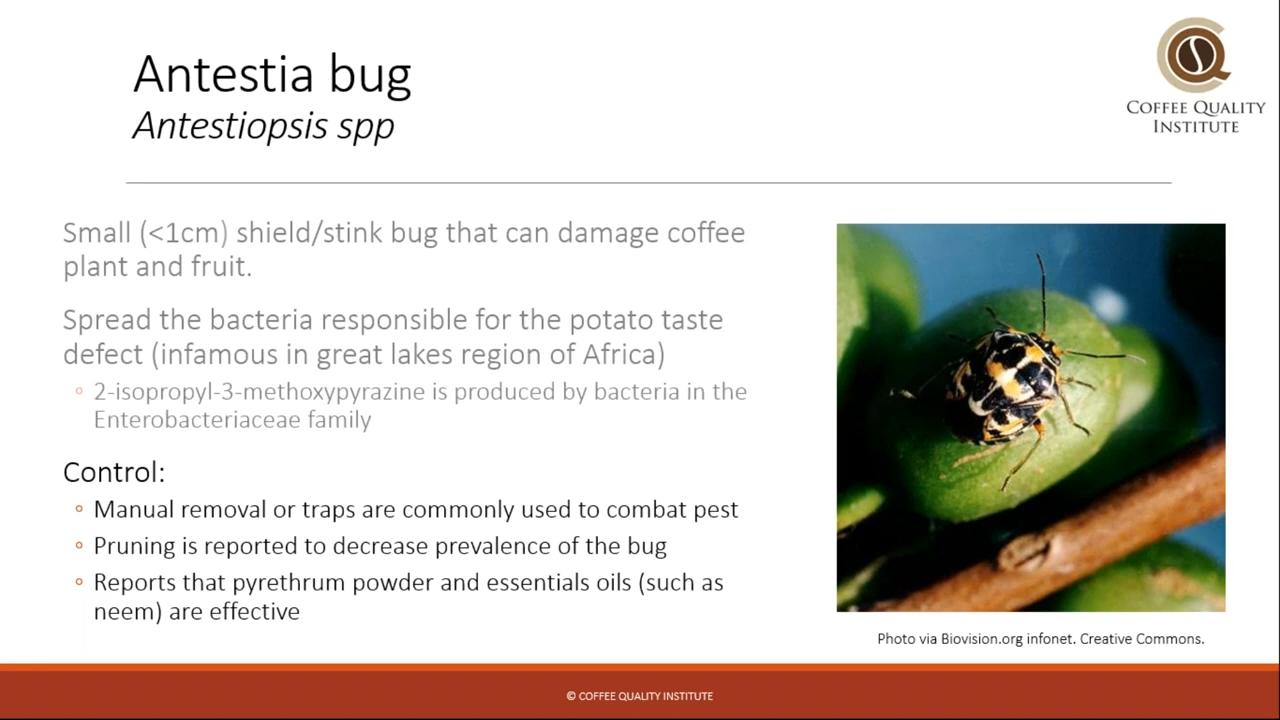 Antestia bug
Antestiopsis spp
COFFEE QUALITY
INSTITUTE
Small (<1cm) shield/stink bug that can damage coffee
plant and fruit.
Spread the bacteria responsible for the potato taste
defect (infamous in great lakes region of Africa)
◦ 2-isopropyl-3-methoxypyrazine is produced by bacteria in the
Enterobacteriaceae family
Control:
◦ Manual removal or traps are commonly used to combat pest
◦ Pruning is reported to decrease prevalence of the bug
◦ Reports that pyrethrum powder and essentials oils (such as
neem) are effective
Photo via Biovision.org infonet. Creative Commons.
© COFFEE QUALITY INSTITUTE